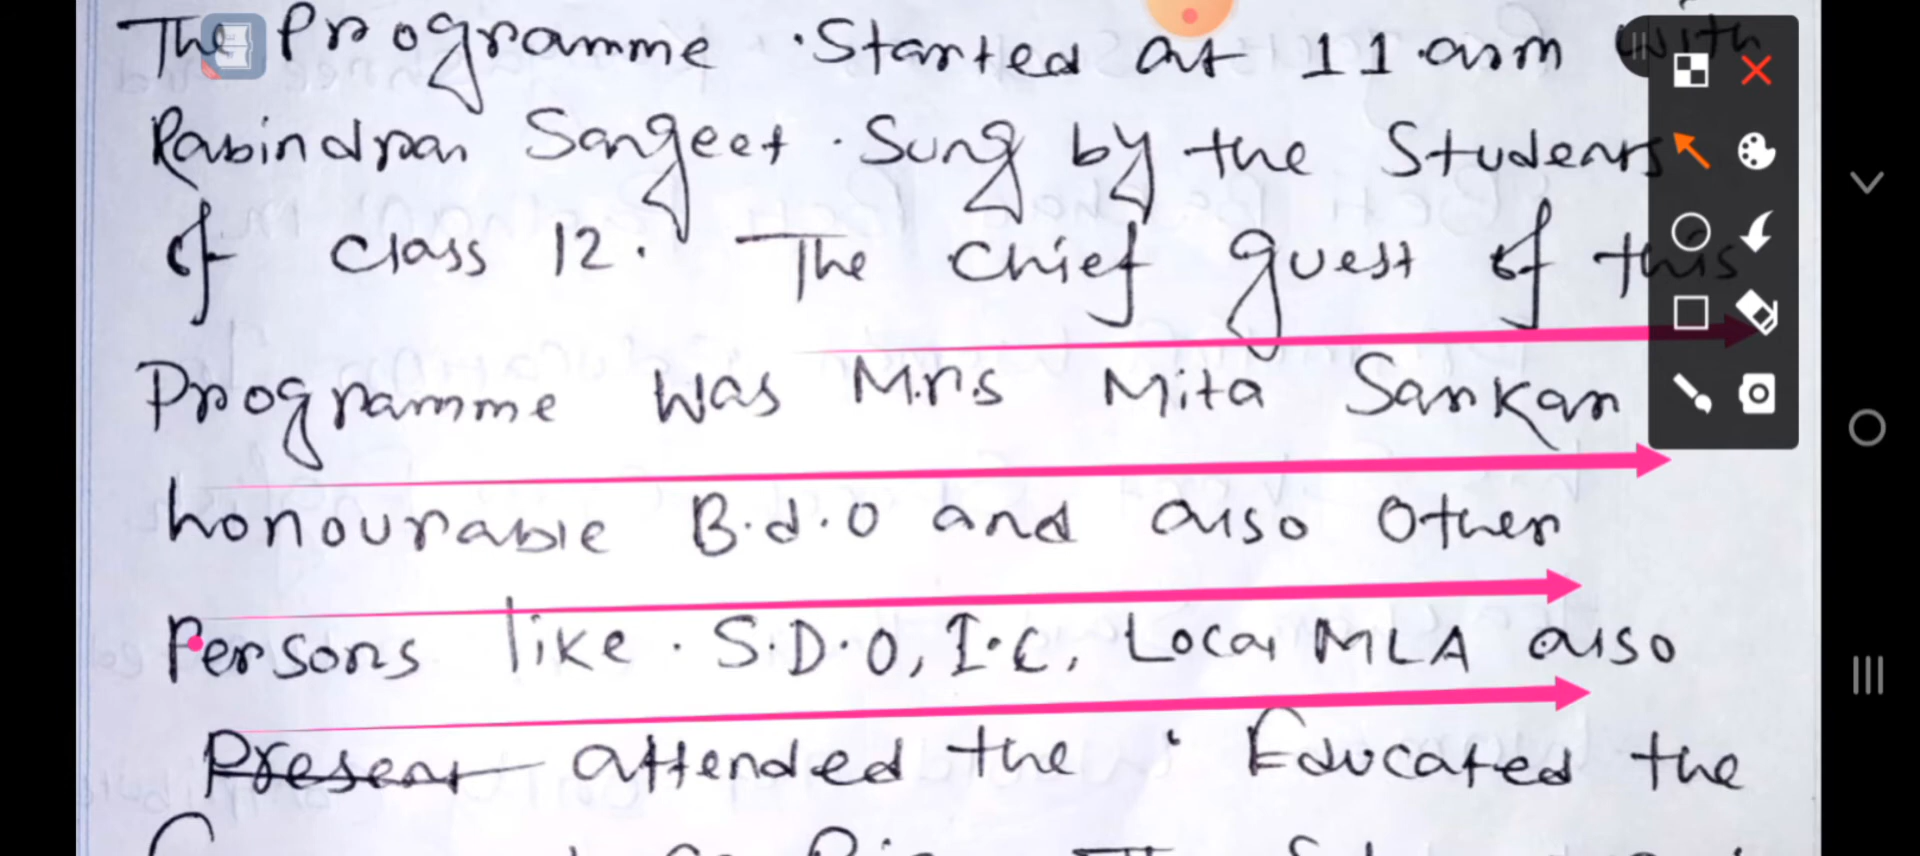 The Programme Started at 11 am with
Rabindra Sangeet Sung by the Students
of class 12. The chief guest of this
Programme was Mrs Mita Sarkar
honourable B.d.O and also Other
Persons like S.D.O, I.C, Local MLA also
Present attended the Educated the